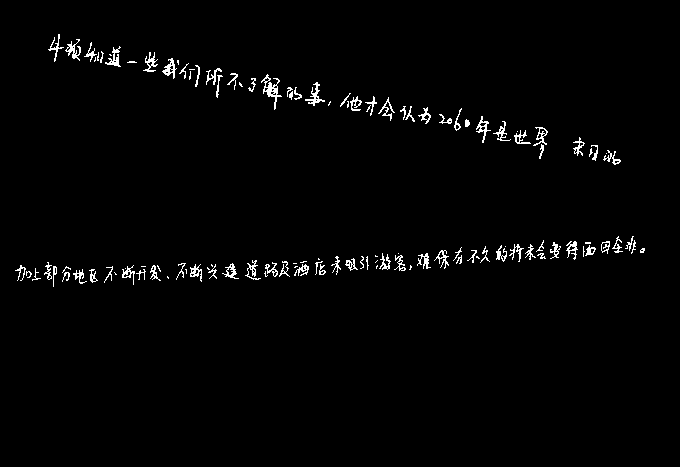 牛顿知道一些我们所不了解的事，他才会认为2060年是世界末日的
加上部分地区不断开发、不断兴建道路及酒店来吸引游客，难保有不久的将来会变得面目全非。